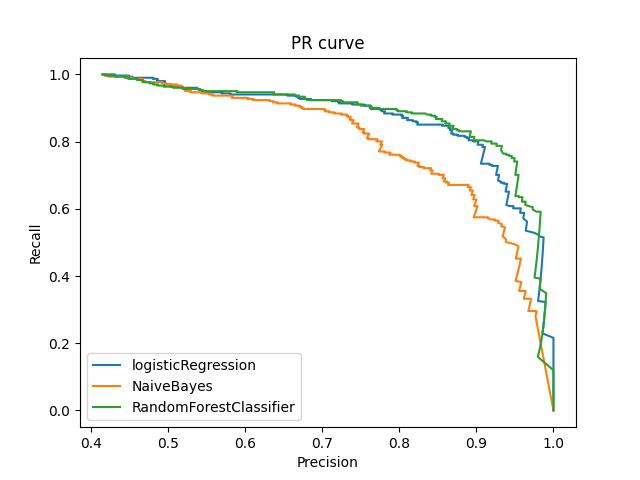 PR curve
Recall
1.0
0.8
0.6
0.4
0.2
0.0
logisticRegression
NaiveBayes
RandomForestClassifier
0.4 0.5 0.6 0.7 0.8 0.9 1.0
Precision